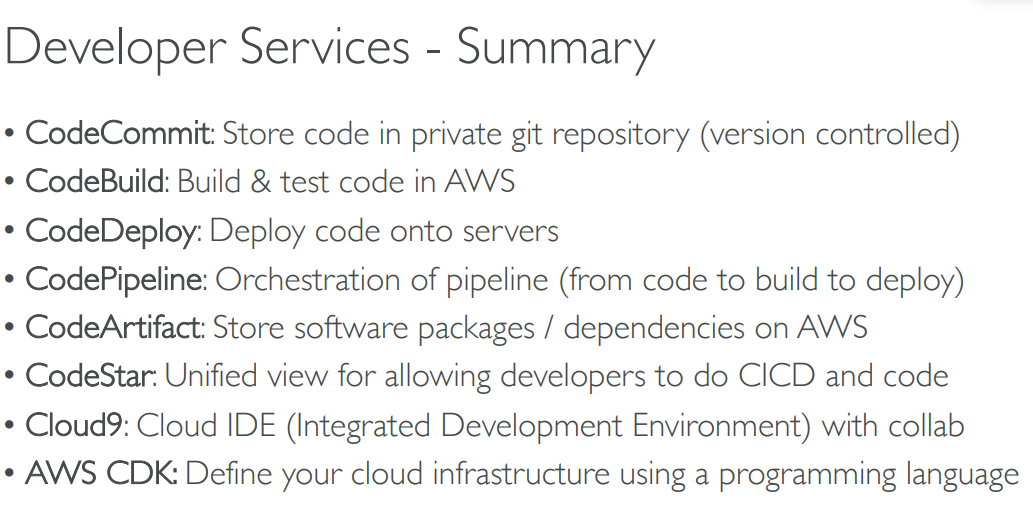 Developer Services - Summary
• CodeCommit: Store code in private git repository (version controlled)
• CodeBuild: Build & test code in AWS
• CodeDeploy: Deploy code onto servers
• CodePipeline: Orchestration of pipeline (from code to build to deploy)
• CodeArtifact: Store software packages / dependencies on AWS
• CodeStar: Unified view for allowing developers to do CICD and code
• Cloud9: Cloud IDE (Integrated Development Environment) with collab
• AWS CDK: Define your cloud infrastructure using a programming language